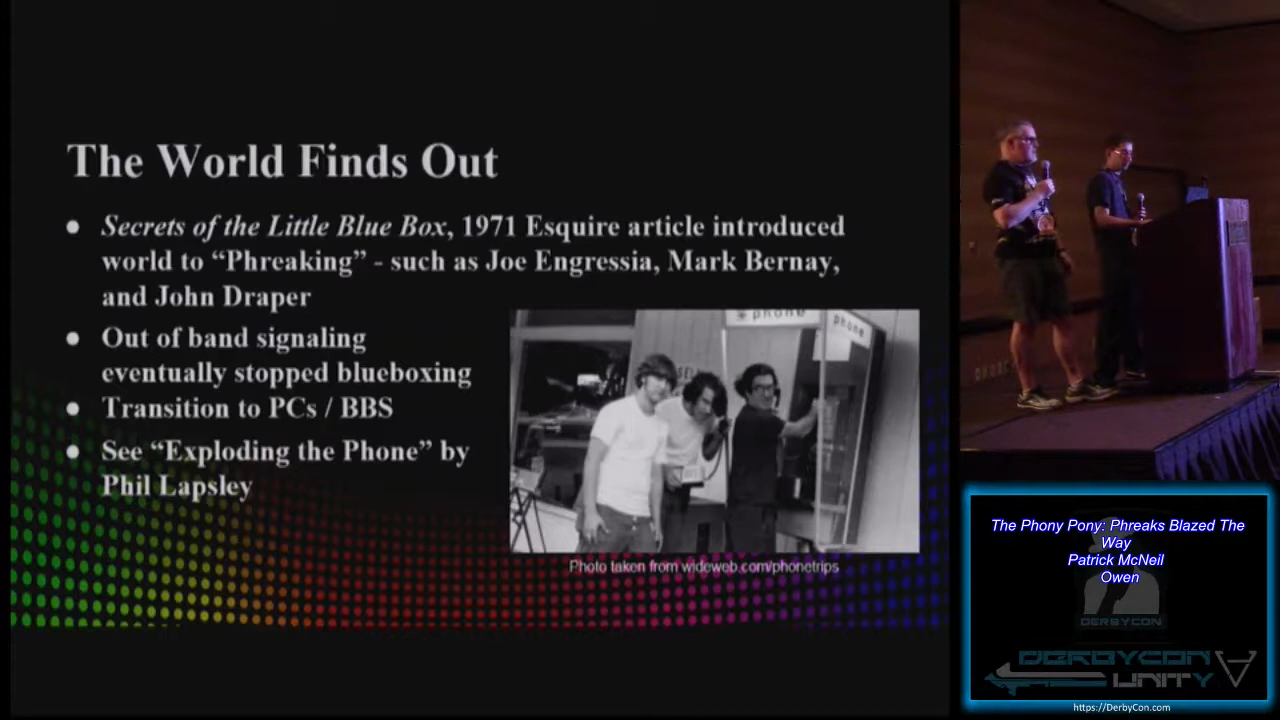 The World Finds Out
● Secrets of the Little Blue Box, 1971 Esquire article introduced
world to “Phreaking” - such as Joe Engressia, Mark Bernay,
and John Draper
● Out of band signaling
eventually stopped blueboxing
● Transition to PCs / BBS
● See “Exploding the Phone” by
Phil Lapsley
phone
phone
Photo taken from wideweb.com/phonetrips
The Phony Pony: Phreaks Blazed The
Way
Patrick McNeil
Owen
DERBYCON
DERBYCON
UNITY
https://DerbyCon.com